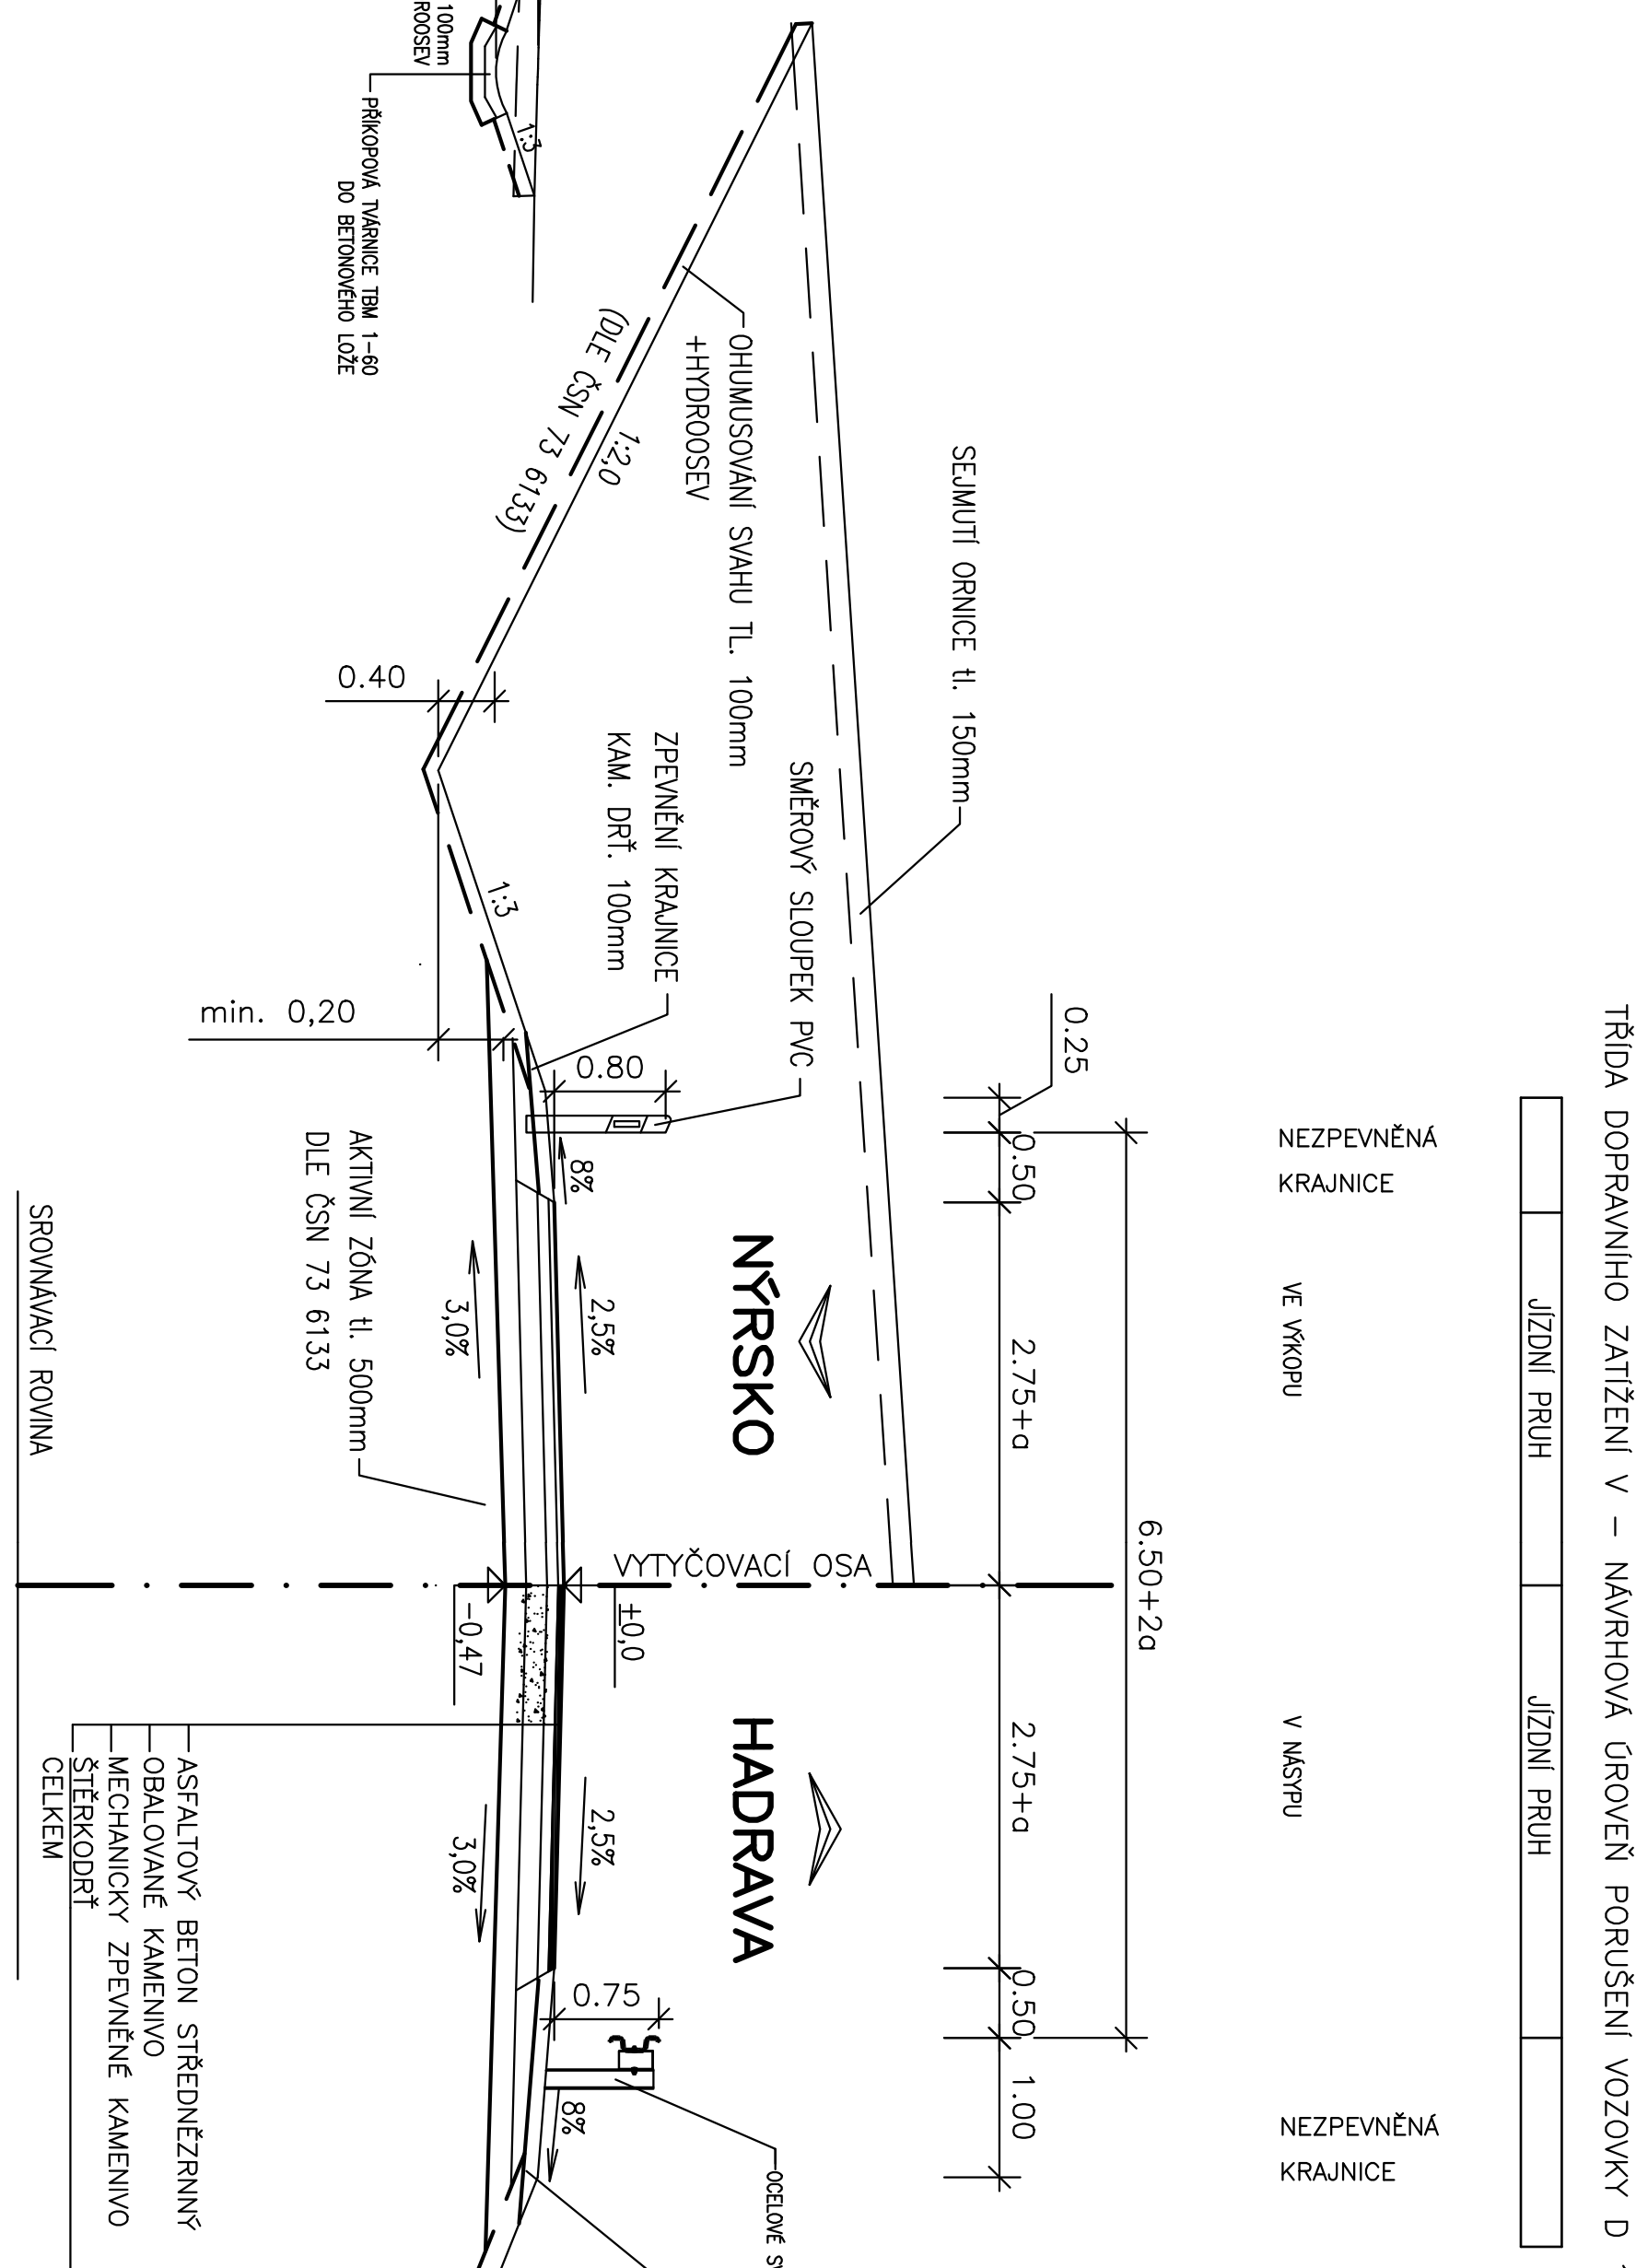 TŘÍDA DOPRAVNÍHO ZATÍŽENÍ V – NÁVRHOVÁ ÚROVEŇ PORUŠENÍ VOZOVKY D
JÍZDNÍ PRUH
JÍZDNÍ PRUH
NEZPEVNĚNÁ
KRAJNICE
VE VÝKOPU
V NÁSYPU
NEZPEVNĚNÁ
KRAJNICE
6.50+2a
0.25
0.50
2.75+a
2.75+a
0.50
1.00
SEJMUTÍ ORNICE tl. 150mm
SMĚROVÝ SLOUPEK PVC
OHUMUSOVÁNÍ SVAHU TL. 100mm
+HYDROOSEV
NÝRSKO
HADRAVA
OCELOVÉ
ZPEVNĚNÍ KRAJNICE
KAM. DRŤ. 100mm
VYTYČOVACÍ OSA
±0,0
-0,47
1:2,0
(DLE ČSN 73 6133)
0.80
0.75
8%
2,5%
2,5%
8%
1:3
1:3
3,0%
3,0%
0.40
min. 0,20
100mm
ROOSEV
PŘÍKOPOVÁ TVÁRNICE TBM 1-60
DO BETONOVÉHO LOŽE
AKTIVNÍ ZÓNA tl. 500mm
DLE ČSN 73 6133
ASFALTOVÝ BETON STŘEDNĚZRNNÝ
OBALOVANÉ KAMENIVO
MECHANICKY ZPEVNĚNÉ KAMENIVO
ŠTĚRKODRŤ
CELKEM
SROVNÁVACÍ ROVINA